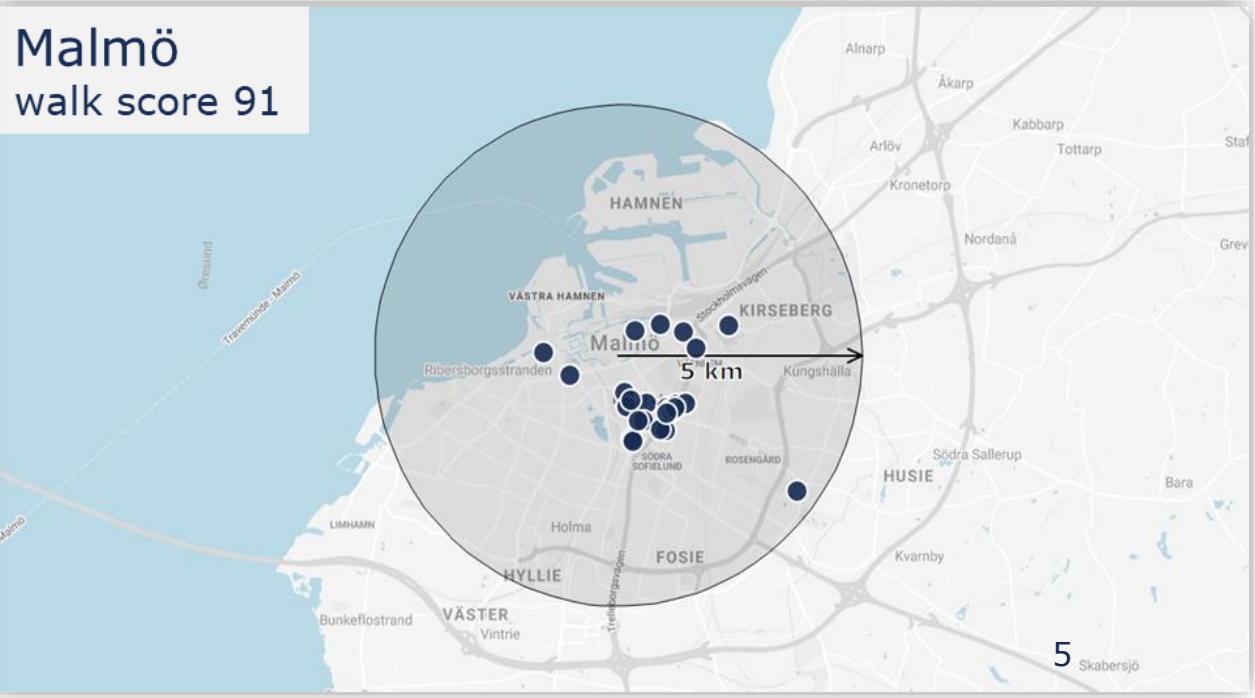 Malmö
walk score 91
Alnarp
Åkarp
Kabbarp
Arlöv
Tottarp
Kronetorp
HAMNEN
Nordanå
Øresund
Travemünde - Malmö
VÄSTRA HAMNEN
Stockholmsvägen
KIRSEBERG
Malmö
Ribersborgsstranden
5 km
Kungshälla
SÖDRA
SOFIELUND
ROSENGÅRD
Södra Sallerup
HUSIE
Bara
LIMHAMN
Malmö
Holma
FOSIE
Kvarnby
HYLLIE
Trelleborgsvägen
VÄSTER
Bunkeflostrand
Vintrie
5
Skabersjö